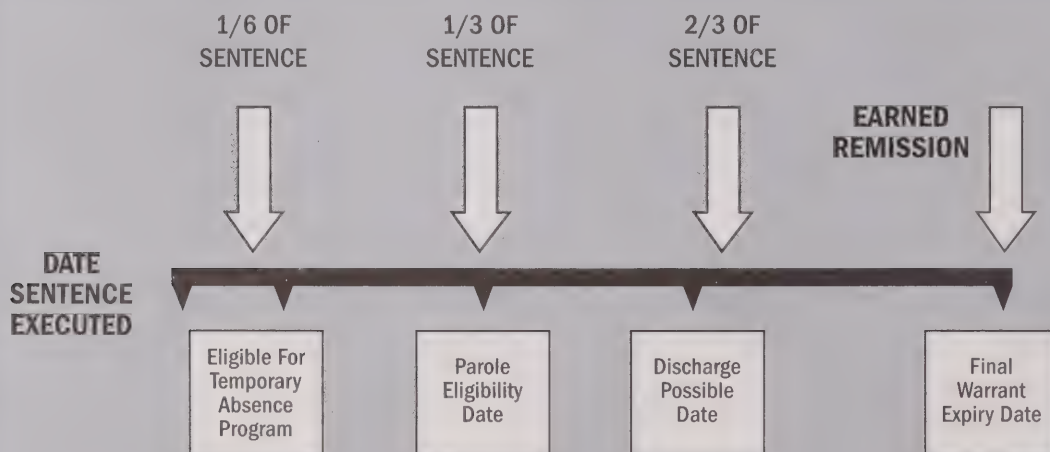 1/6 OF
SENTENCE
1/3 OF
SENTENCE
2/3 OF
SENTENCE
EARNED
REMISSION
DATE
SENTENCE
EXECUTED
Eligible For
Temporary
Absence
Program
Parole
Eligibility
Date
Discharge
Possible
Date
Final
Warrant
Expiry Date